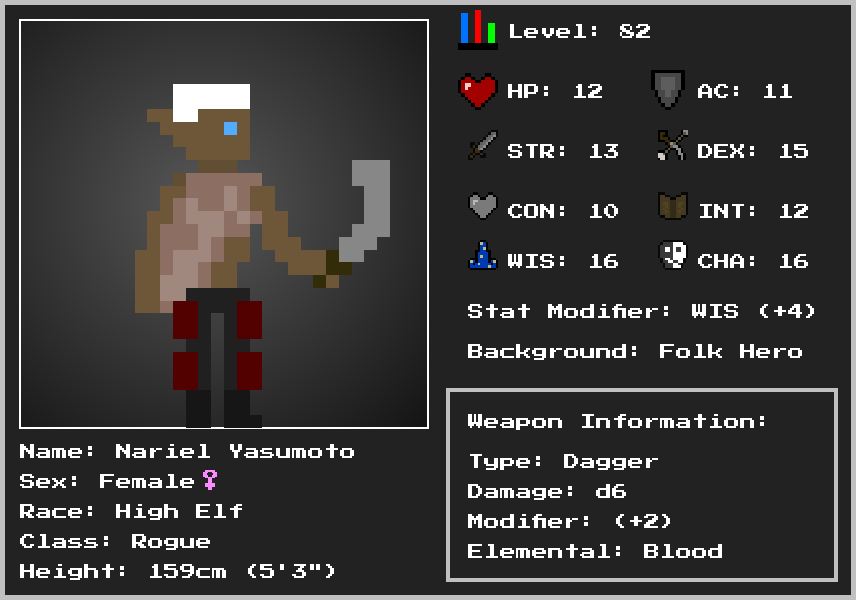 Level: 82
HP: 12 AC: 11
STR: 13 DEX: 15
CON: 10 INT: 12
WIS: 16 CHA: 16
Stat Modifier: WIS (+4)
Background: Folk Hero
Weapon Information:
Type: Dagger
Damage: d6
Modifier: (+2)
Elemental: Blood
Name: Nariel Yasumoto
Sex: Female♀
Race: High Elf
Class: Rogue
Height: 159cm (5'3")